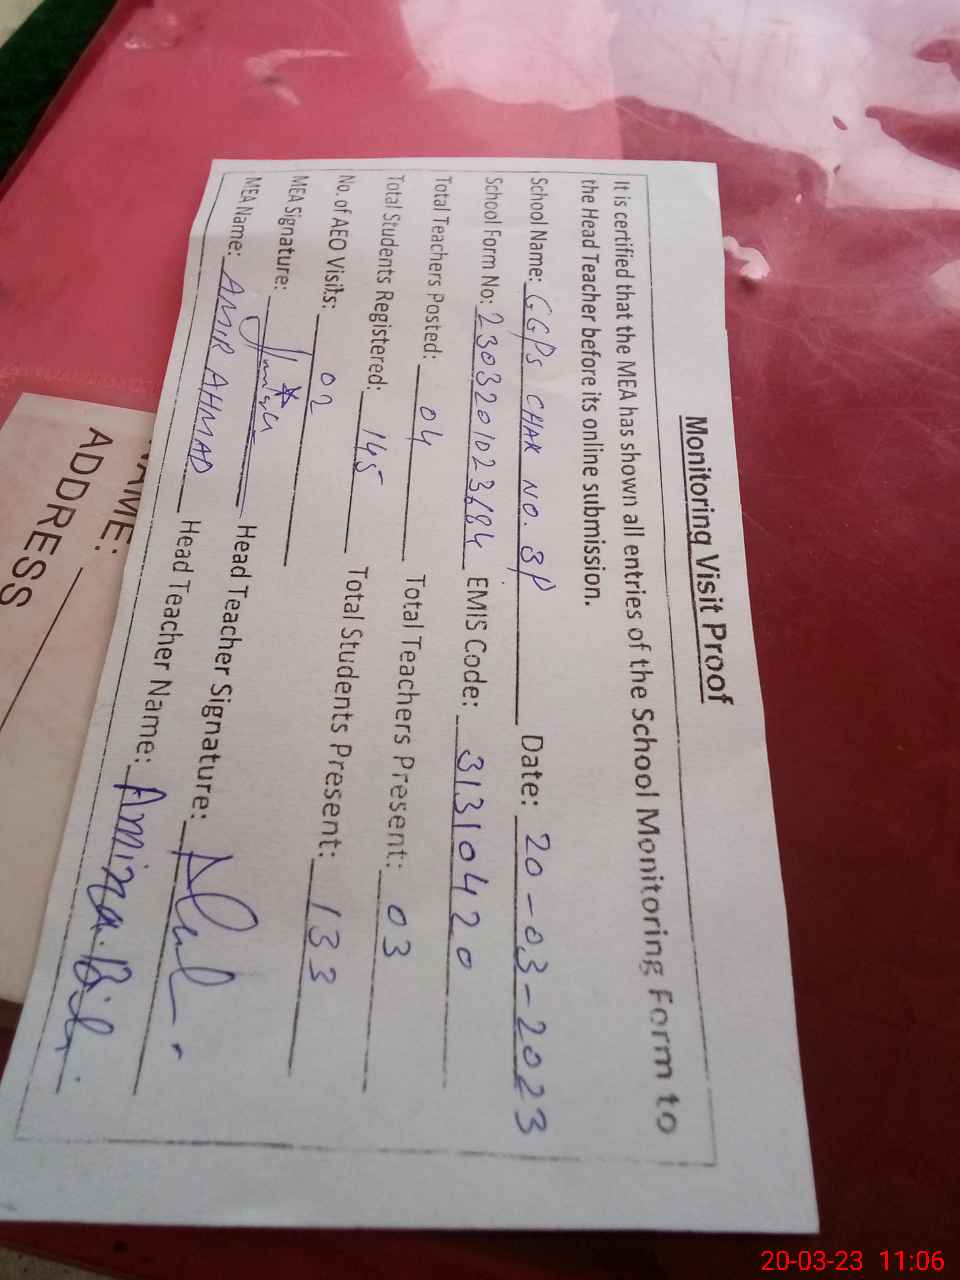 Monitoring Visit Proof
It is certified that the MEA has shown all entries of the School Monitoring Form to
the Head Teacher before its online submission.
School Name: GGPS CHAK NO. 3P Date: 20-03-2023
School Form No: 2303201023684 EMIS Code: 31310420
Total Teachers Posted: 04 Total Teachers Present: 03
Total Students Registered: 145 Total Students Present: 133
No. of AEO Visits: 02
MEA Signature: Head Teacher Signature:
MEA Name: AMIR AHMAD Head Teacher Name: Amina Bibi
NAME:
ADDRESS
20-03-23 11:06